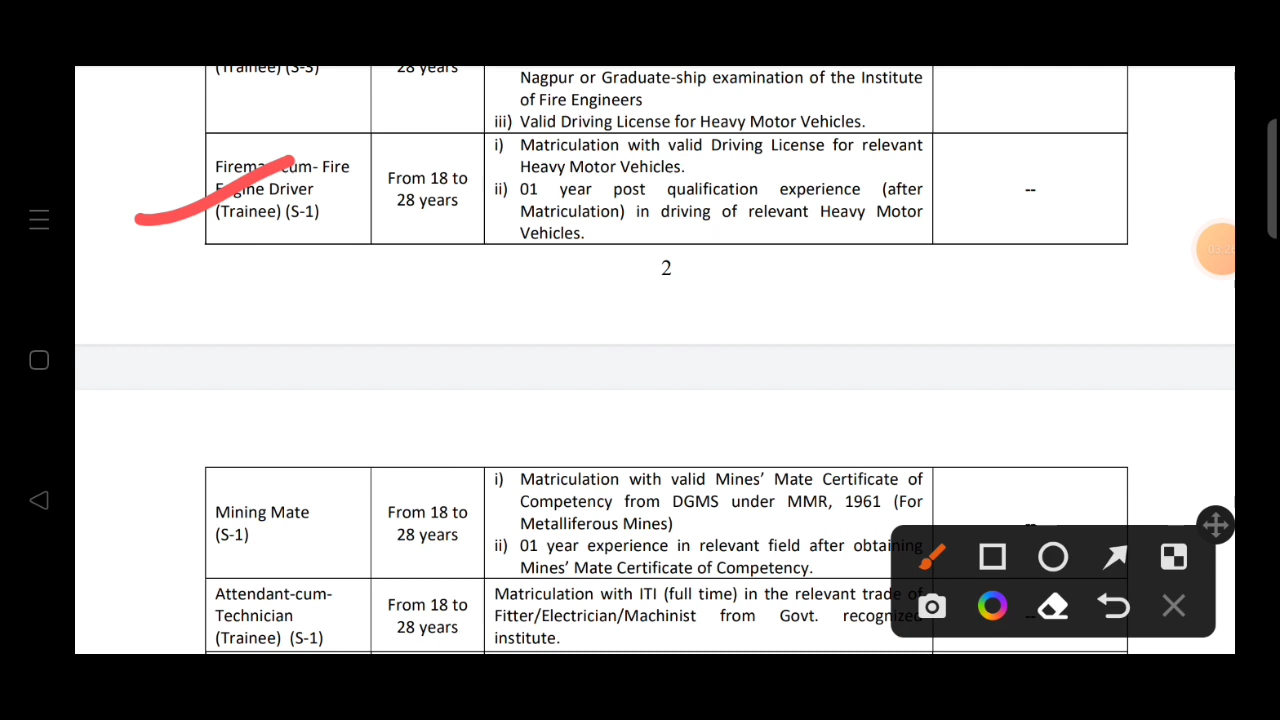 (Trainee) (S-3)
28 years
Nagpur or Graduate-ship examination of the Institute
of Fire Engineers
iii) Valid Driving License for Heavy Motor Vehicles.
Fireman-cum- Fire
Engine Driver
(Trainee) (S-1)
From 18 to
28 years
i) Matriculation with valid Driving License for relevant
Heavy Motor Vehicles.
ii) 01 year post qualification experience (after
Matriculation) in driving of relevant Heavy Motor
Vehicles.
--
2
Mining Mate
(S-1)
From 18 to
28 years
i) Matriculation with valid Mines’ Mate Certificate of
Competency from DGMS under MMR, 1961 (For
Metalliferous Mines)
ii) 01 year experience in relevant field after obtaining
Mines’ Mate Certificate of Competency.
--
Attendant-cum-
Technician
(Trainee) (S-1)
From 18 to
28 years
Matriculation with ITI (full time) in the relevant trade of
Fitter/Electrician/Machinist from Govt. recognized
institute.
--